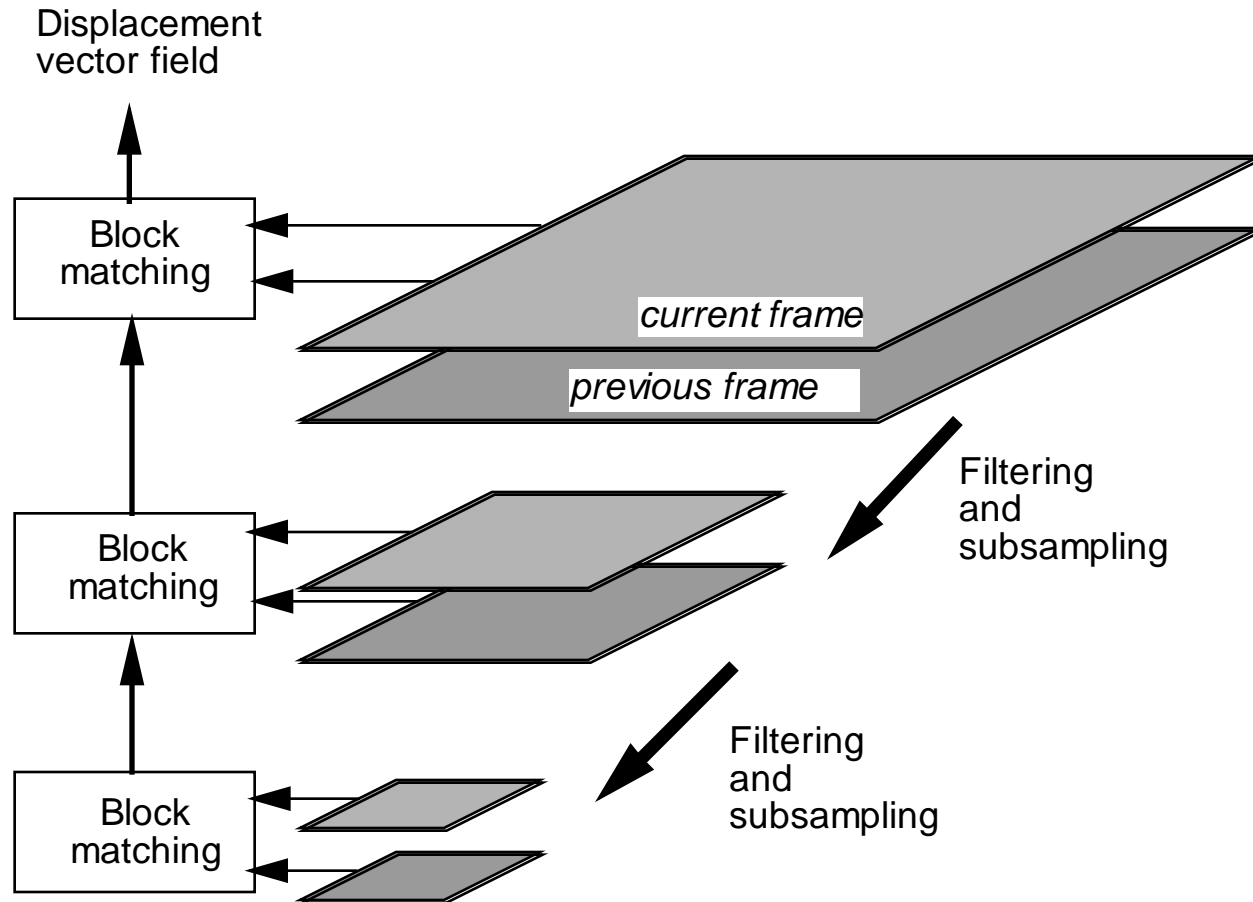 Displacement
vector field
Block
matching
current frame
previous frame
Filtering
and
subsampling
Block
matching
Filtering
and
subsampling
Block
matching